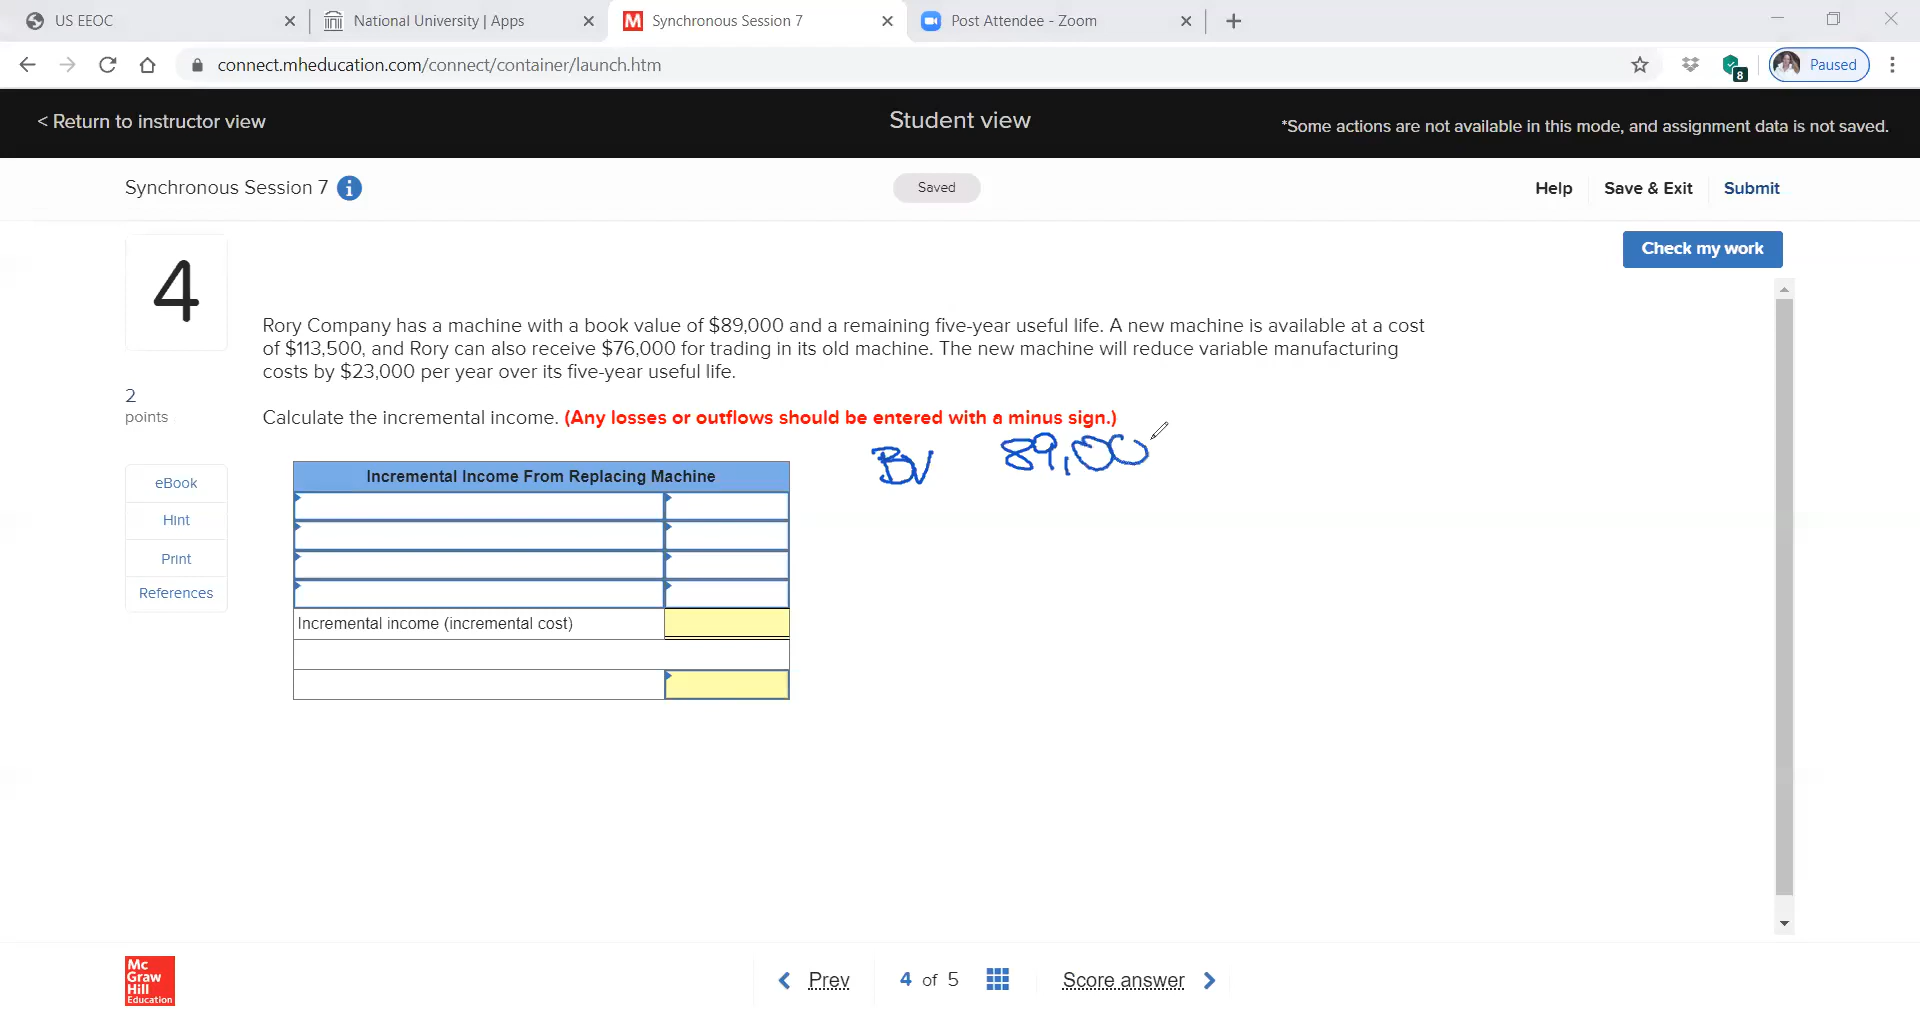 US EEOC
National University | Apps
M Synchronous Session 7
Post Attendee - Zoom
connect.mheducation.com/connect/container/launch.htm
8
Paused
< Return to instructor view
Student view
*Some actions are not available in this mode, and assignment data is not saved.
Synchronous Session 7 i
Saved
Help
Save & Exit
Submit
Check my work
4
2
points
eBook
Hint
Print
References
Rory Company has a machine with a book value of $89,000 and a remaining five-year useful life. A new machine is available at a cost
of $113,500, and Rory can also receive $76,000 for trading in its old machine. The new machine will reduce variable manufacturing
costs by $23,000 per year over its five-year useful life.
Calculate the incremental income. (Any losses or outflows should be entered with a minus sign.)
BV 89,000
Incremental Income From Replacing Machine
Incremental income (incremental cost)
Mc
Graw
Hill
Education
Prev
4 of 5
Score answer